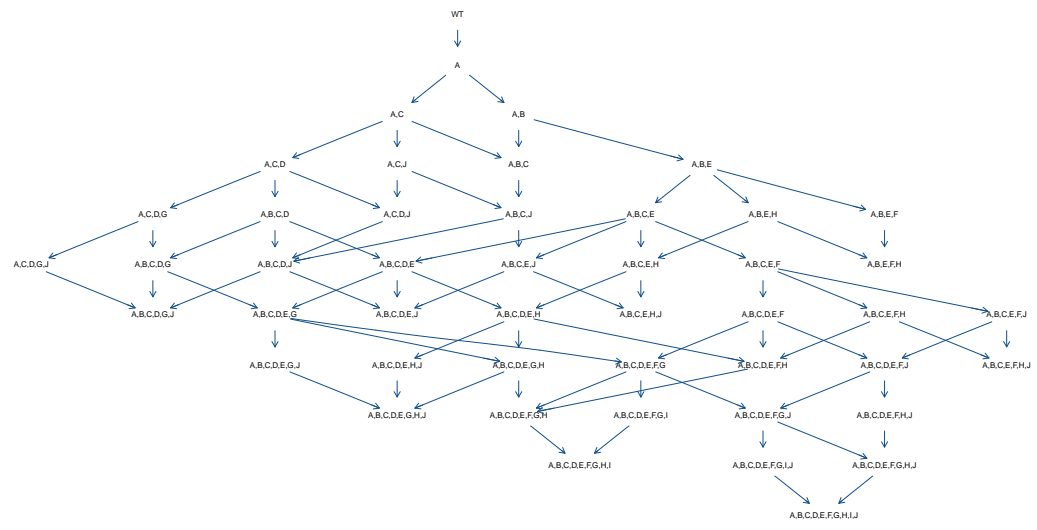 WT
A
A,C
A,B
A,C,D
A,C,J
A,B,C
A,B,E
A,C,D,G
A,B,C,D
A,C,D,J
A,B,C,J
A,B,C,E
A,B,E,H
A,B,E,F
A,C,D,G,J
A,B,C,D,G
A,B,C,D,J
A,B,C,D,E
A,B,C,E,J
A,B,C,E,H
A,B,C,E,F
A,B,E,F,H
A,B,C,D,G,J
A,B,C,D,E,G
A,B,C,D,E,J
A,B,C,D,E,H
A,B,C,E,H,J
A,B,C,D,E,F
A,B,C,E,F,H
A,B,C,E,F,J
A,B,C,D,E,G,J
A,B,C,D,E,H,J
A,B,C,D,E,G,H
A,B,C,D,E,F,G
A,B,C,D,E,F,H
A,B,C,D,E,F,J
A,B,C,E,F,H,J
A,B,C,D,E,G,H,J
A,B,C,D,E,F,G,H
A,B,C,D,E,F,G,I
A,B,C,D,E,F,G,J
A,B,C,D,E,F,H,J
A,B,C,D,E,F,G,H,I
A,B,C,D,E,F,G,I,J
A,B,C,D,E,F,G,H,J
A,B,C,D,E,F,G,H,I,J